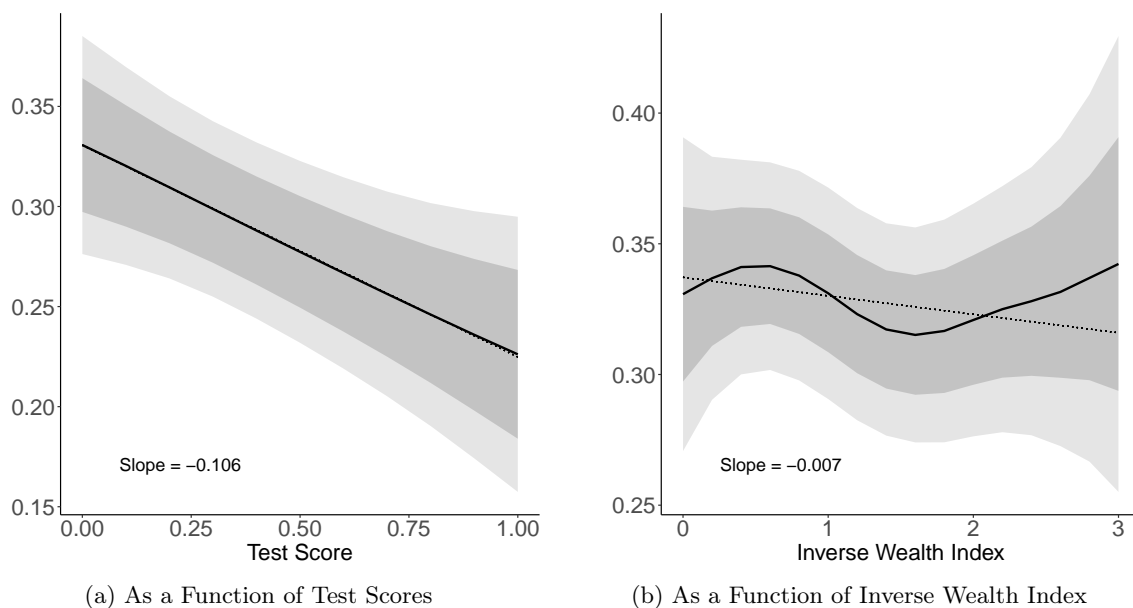 0.35
0.30
0.25
0.20
0.15
Slope = −0.106
0.00 0.25 0.50 0.75 1.00
Test Score
(a) As a Function of Test Scores
0.40
0.35
0.30
0.25
Slope = −0.007
0 1 2 3
Inverse Wealth Index
(b) As a Function of Inverse Wealth Index